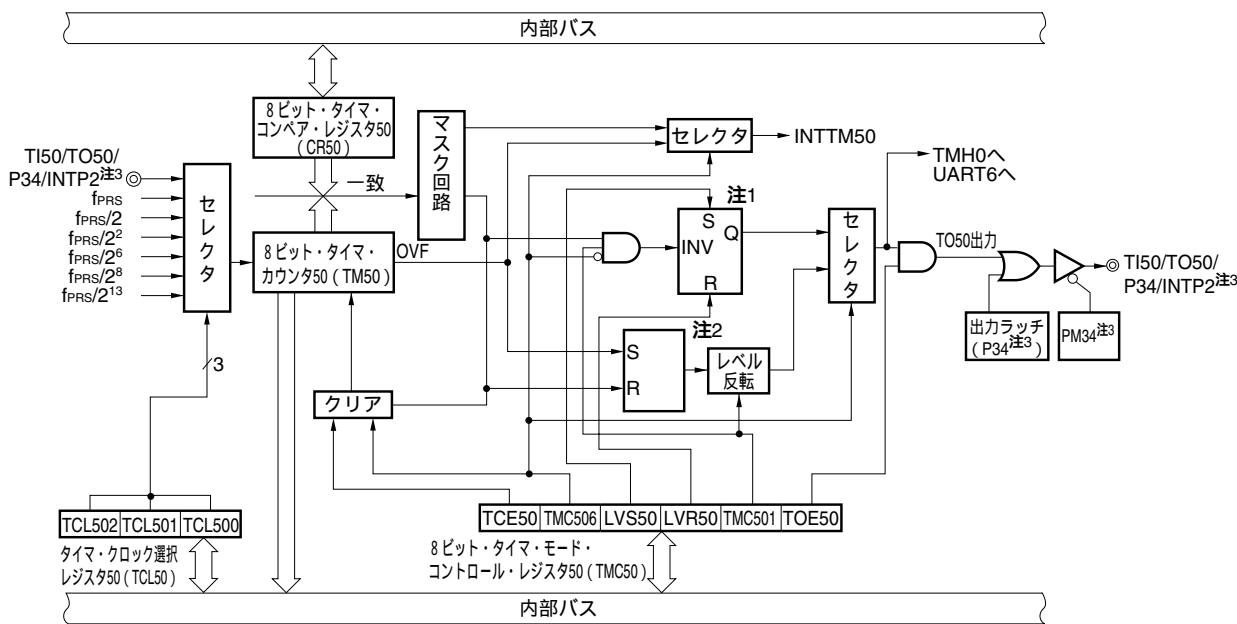 内部バス
8ビット・タイマ・
コンペア・レジスタ50
(CR50)
マスク回路
セレクタ
INTTM50
TI50/TO50/
P34/INTP2注3
fPRS
fPRS/2
fPRS/2²
fPRS/2⁶
fPRS/2⁸
fPRS/2¹³
セレクタ
一致
8ビット・タイマ・
カウンタ50(TM50)
OVF
注1
S
Q
INV
R
セレクタ
TMH0へ
UART6へ
TO50出力
TI50/TO50/
P34/INTP2注3
出力ラッチ
(P34注3)
PM34注3
注2
S
R
レベル
反転
3
クリア
TCL502
TCL501
TCL500
タイマ・クロック選択
レジスタ50(TCL50)
TCE50
TMC506
LVS50
LVR50
TMC501
TOE50
8ビット・タイマ・モード・
コントロール・レジスタ50(TMC50)
内部バス